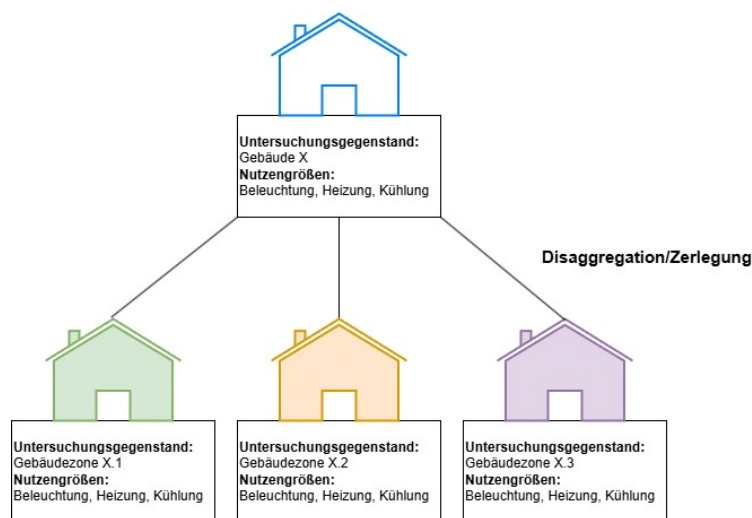 Untersuchungsgegenstand:
Gebäude X
Nutzengrößen:
Beleuchtung, Heizung, Kühlung
Disaggregation/Zerlegung
Untersuchungsgegenstand:
Gebäudezone X.1
Nutzengrößen:
Beleuchtung, Heizung, Kühlung
Untersuchungsgegenstand:
Gebäudezone X.2
Nutzengrößen:
Beleuchtung, Heizung, Kühlung
Untersuchungsgegenstand:
Gebäudezone X.3
Nutzengrößen:
Beleuchtung, Heizung, Kühlung